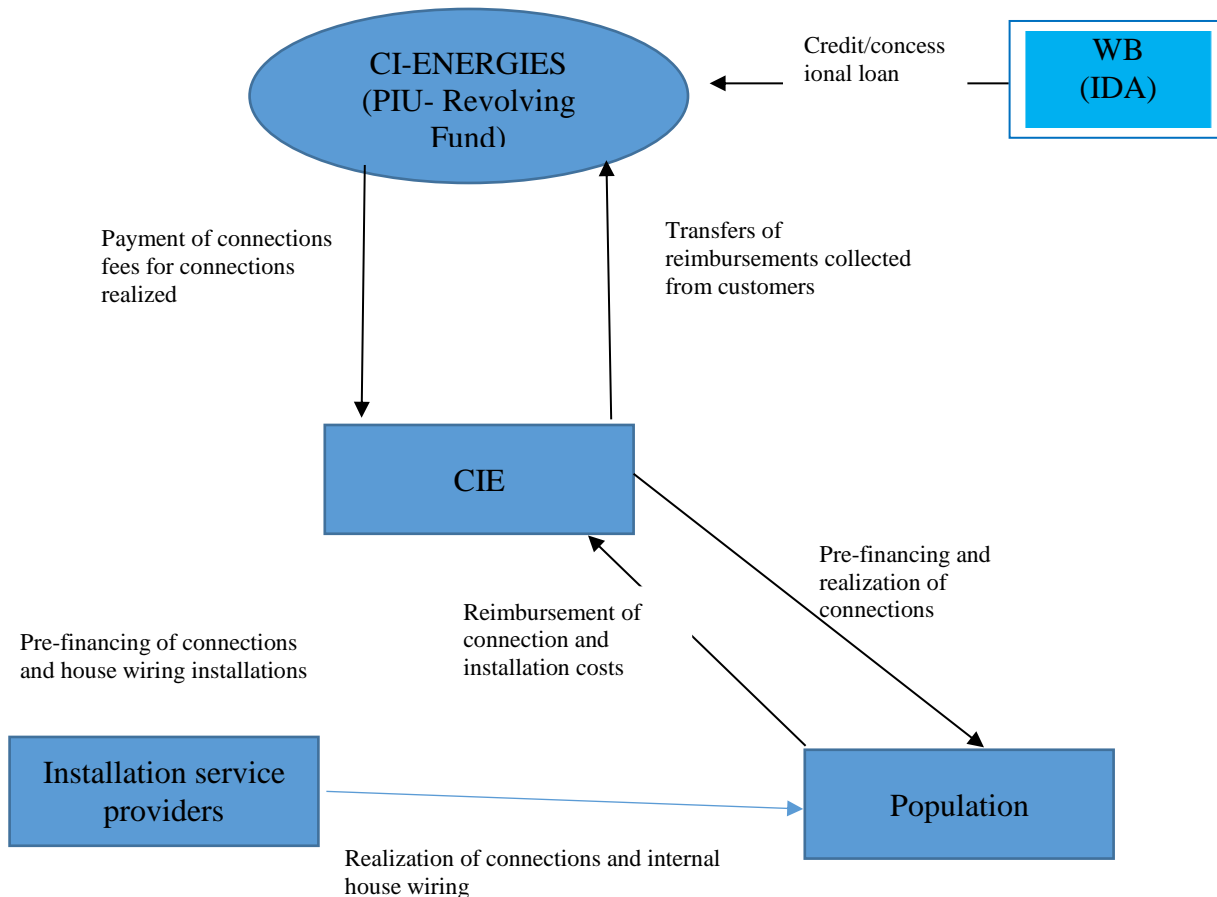 CI-ENERGIES
(PIU- Revolving
Fund)
Credit/concess
ional loan
WB
(IDA)
Payment of connections
fees for connections
realized
Transfers of
reimbursements collected
from customers
CIE
Pre-financing and
realization of
connections
Reimbursement of
connection and
installation costs
Pre-financing of connections
and house wiring installations
Installation service
providers
Population
Realization of connections and internal
house wiring